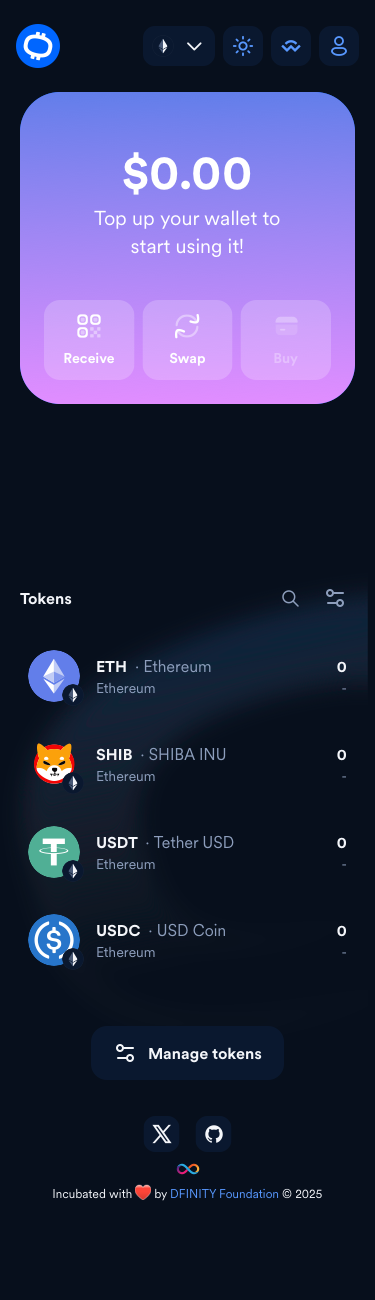 $0.00
Top up your wallet to
start using it!
Receive
Swap
Buy
Tokens
ETH · Ethereum
0
Ethereum
-
SHIB · SHIBA INU
0
Ethereum
-
USDT · Tether USD
0
Ethereum
-
USDC · USD Coin
0
Ethereum
-
Manage tokens
Incubated with ❤️ by DFINITY Foundation © 2025